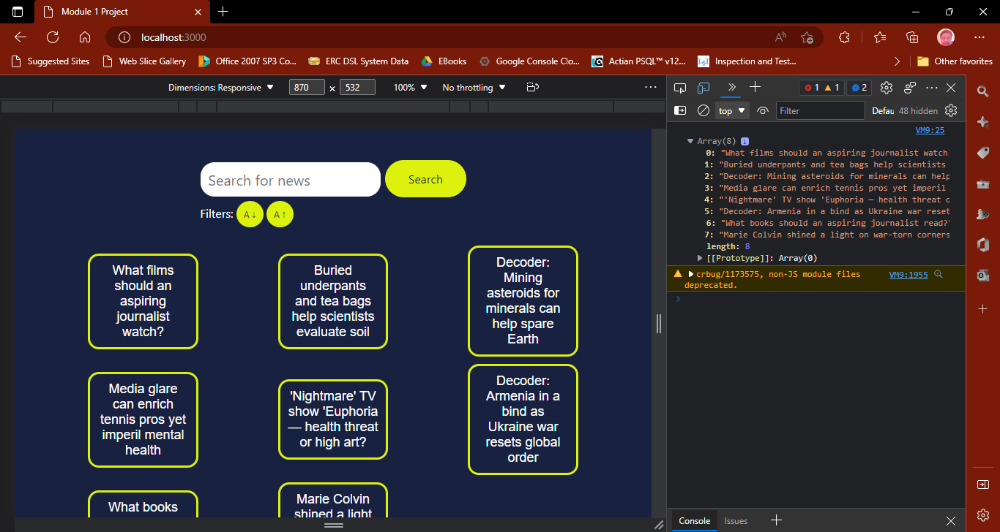 Module 1 Project
localhost:3000
Suggested Sites
Web Slice Gallery
Office 2007 SP3 Co...
ERC DSL System Data
EBooks
Google Console Clo...
Actian PSQL™ v12...
Inspection and Test...
Other favorites
Dimensions: Responsive
870 x 532
100%
No throttling
Search for news
Search
Filters: A↓ A↑
What films
should an
aspiring
journalist
watch?
Buried
underpants
and tea bags
help scientists
evaluate soil
Decoder:
Mining
asteroids for
minerals can
help spare
Earth
Media glare
can enrich
tennis pros yet
imperil mental
health
'Nightmare' TV
show 'Euphoria
— health threat
or high art?
Decoder:
Armenia in a
bind as
Ukraine war
resets global
order
What books
Marie Colvin
shined a light
1 1 2
top
Filter
Defau 48 hidden
VM9:25
Array(8)
0: "What films should an aspiring journalist watch
1: "Buried underpants and tea bags help scientists
2: "Decoder: Mining asteroids for minerals can help
3: "Media glare can enrich tennis pros yet imperil
4: "'Nightmare' TV show 'Euphoria — health threat o
5: "Decoder: Armenia in a bind as Ukraine war reset
6: "What books should an aspiring journalist read?"
7: "Marie Colvin shined a light on war-torn corners
length: 8
[[Prototype]]: Array(0)
crbug/1173575, non-JS module files VM9:1955
deprecated.
Console
Issues